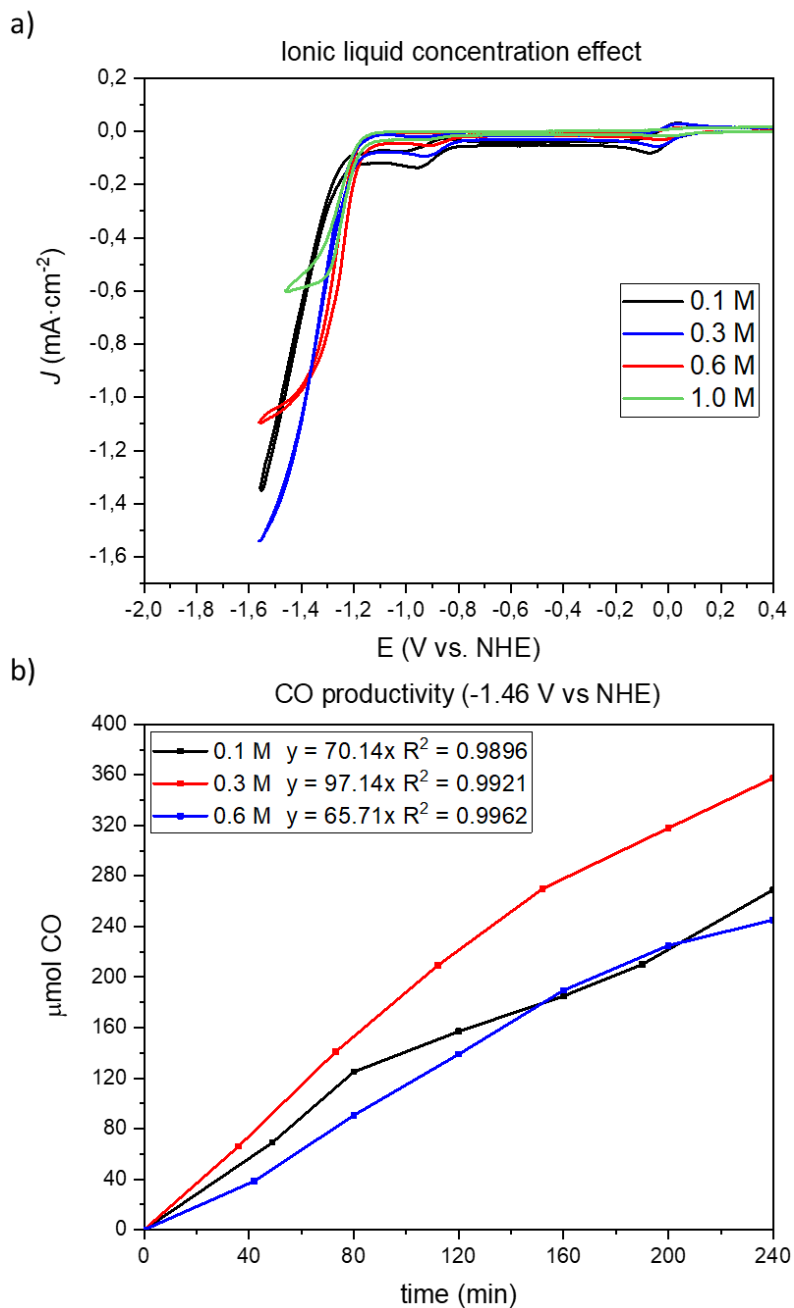 a)
Ionic liquid concentration effect
0,2
0,0
-0,2
-0,4
-0,6
-0,8
-1,0
-1,2
-1,4
-1,6
J (mA·cm-2)
0.1 M
0.3 M
0.6 M
1.0 M
-2,0 -1,8 -1,6 -1,4 -1,2 -1,0 -0,8 -0,6 -0,4 -0,2 0,0 0,2 0,4
E (V vs. NHE)
b)
CO productivity (-1.46 V vs NHE)
400
360
320
280
240
200
160
120
80
40
0
μmol CO
0.1 M y = 70.14x R2 = 0.9896
0.3 M y = 97.14x R2 = 0.9921
0.6 M y = 65.71x R2 = 0.9962
0 40 80 120 160 200 240
time (min)